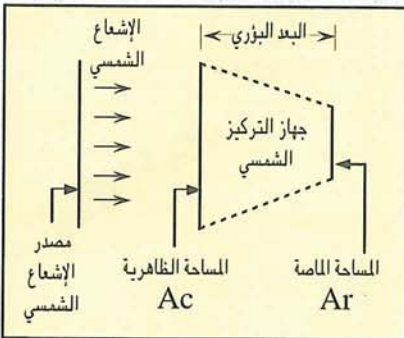 الإشعاع
الشمسي
البعد البؤري
جهاز التركيز
الشمسي
مصدر
الإشعاع
الشمسي
المساحة الظاهرية
Ac
المساحة الماصة
Ar